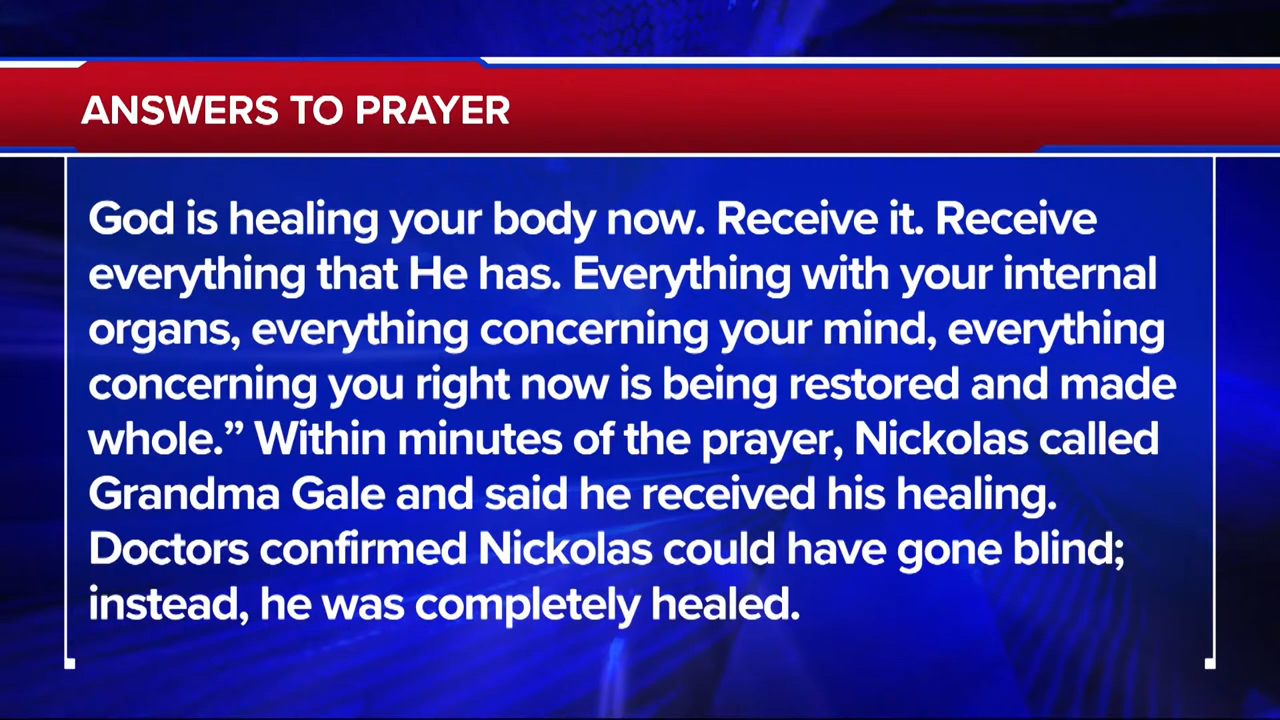 ANSWERS TO PRAYER
God is healing your body now. Receive it. Receive
everything that He has. Everything with your internal
organs, everything concerning your mind, everything
concerning you right now is being restored and made
whole.” Within minutes of the prayer, Nickolas called
Grandma Gale and said he received his healing.
Doctors confirmed Nickolas could have gone blind;
instead, he was completely healed.